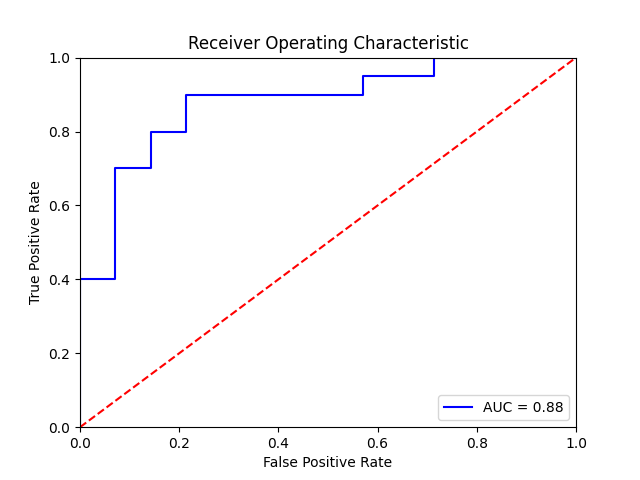 Receiver Operating Characteristic
1.0
0.8
0.6
0.4
0.2
0.0
True Positive Rate
AUC = 0.88
0.0 0.2 0.4 0.6 0.8 1.0
False Positive Rate